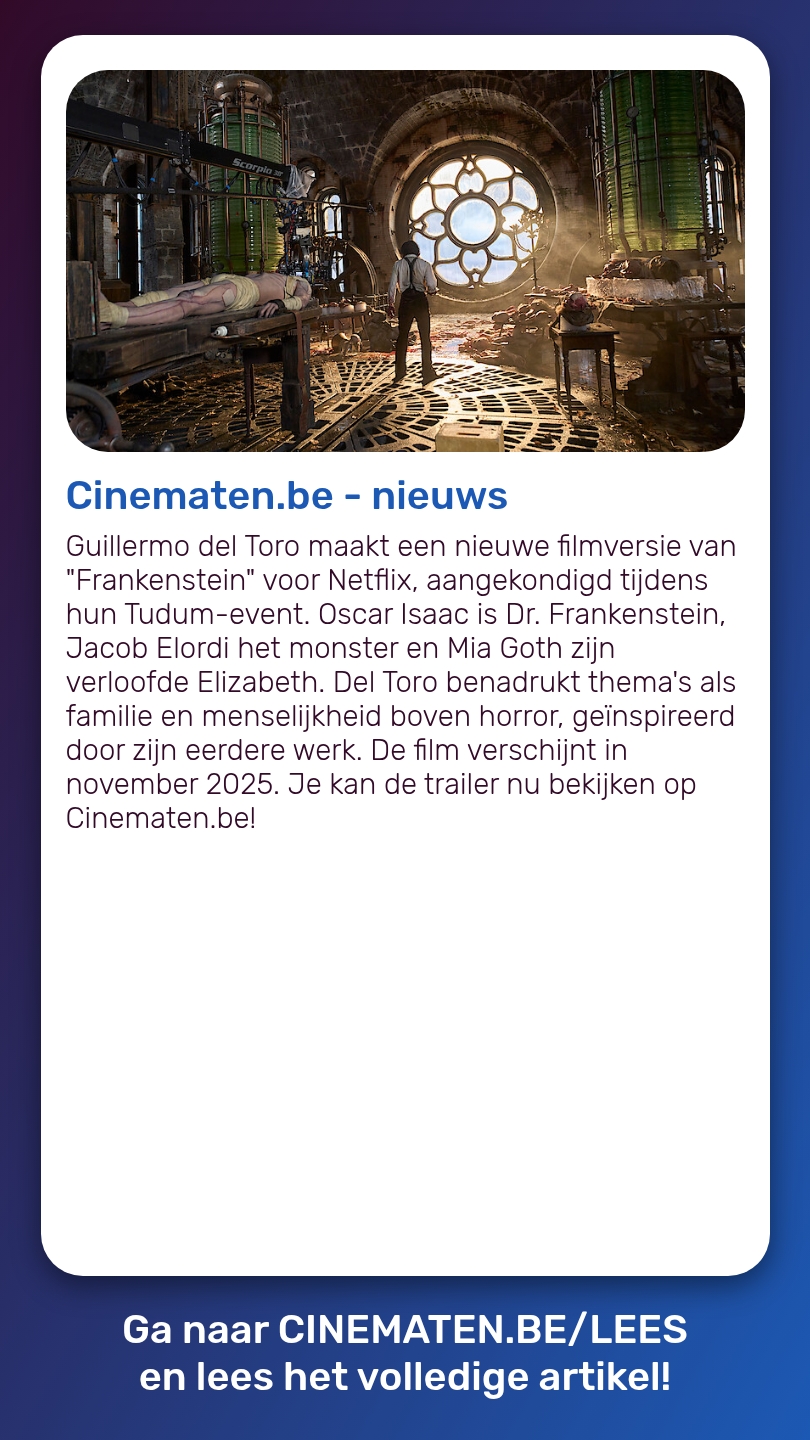 Scorpio
Cinematen.be - nieuws
Guillermo del Toro maakt een nieuwe filmversie van
"Frankenstein" voor Netflix, aangekondigd tijdens
hun Tudum-event. Oscar Isaac is Dr. Frankenstein,
Jacob Elordi het monster en Mia Goth zijn
verloofde Elizabeth. Del Toro benadrukt thema's als
familie en menselijkheid boven horror, geïnspireerd
door zijn eerdere werk. De film verschijnt in
november 2025. Je kan de trailer nu bekijken op
Cinematen.be!
Ga naar CINEMATEN.BE/LEES
en lees het volledige artikel!